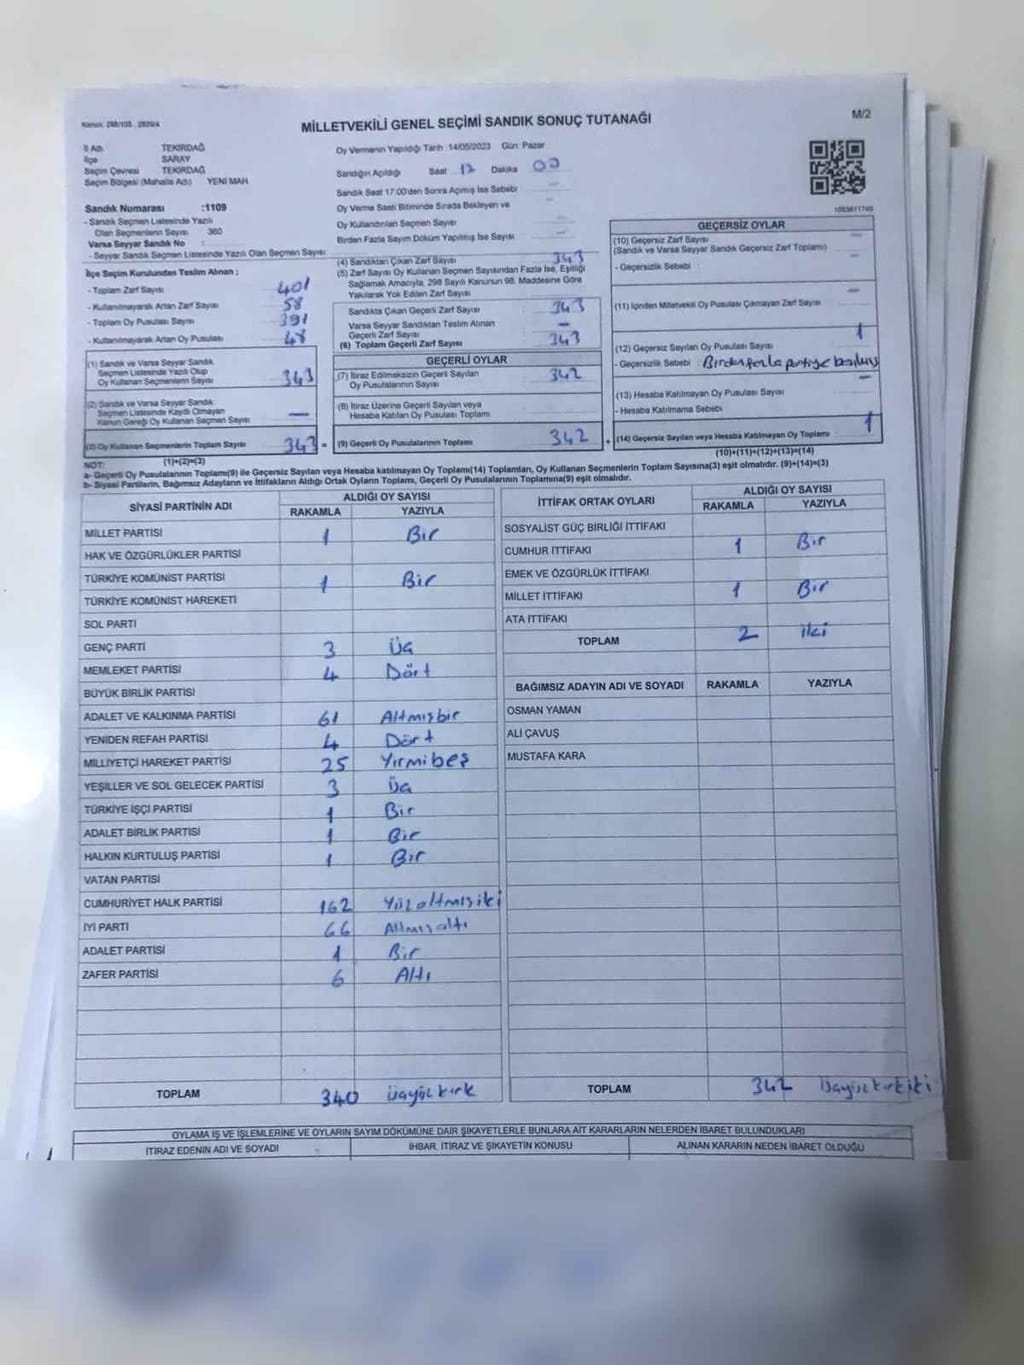 MİLLETVEKİLİ GENEL SEÇİMİ SANDIK SONUÇ TUTANAĞI
M/2
İl Adı TEKİRDAĞ
İlçe SARAY
Seçim Çevresi TEKİRDAĞ
Seçim Bölgesi (Mahalle Adı) YENİ MAH
Sandık Numarası :1109
- Sandık Seçmen Listesinde Yazılı
Olan Seçmenlerin Sayısı 360
Varsa Seyyar Sandık No :
- Seyyar Sandık Seçmen Listesinde Yazılı Olan Seçmen Sayısı
İlçe Seçim Kurulundan Teslim Alınan :
- Toplam Zarf Sayısı 401
- Kullanılmayarak Artan Zarf Sayısı 58
- Toplam Oy Pusulası Sayısı 391
- Kullanılmayarak Artan Oy Pusulası 48
(1) Sandık ve Varsa Seyyar Sandık
Seçmen Listesinde Yazılı Olup
Oy Kullanan Seçmenlerin Sayısı 343
(2) Sandık ve Varsa Seyyar Sandık
Seçmen Listesinde Kaydı Olmayan
Kanun Gereği Oy Kullanan Seçmen Sayısı —
(3) Oy Kullanan Seçmenlerin Toplam Sayısı 343 =
(1)+(2)=(3)
Oy Vermenin Yapıldığı Tarih :14/05/2023 Gün: Pazar
Sandığın Açıldığı Saat 17 Dakika 00
Sandık Saat 17:00'den Sonra Açılmış İse Sebebi
Oy Verme Saati Bitiminde Sırada Bekleyen ve
Oy Kullandırılan Seçmen Sayısı
Birden Fazla Sayım Döküm Yapılmış İse Sayısı
(4) Sandıktan Çıkan Zarf Sayısı 343
(5) Zarf Sayısı Oy Kullanan Seçmen Sayısından Fazla İse, Eşitliği
Sağlamak Amacıyla, 298 Sayılı Kanunun 98. Maddesine Göre
Yakılarak Yok Edilen Zarf Sayısı
Sandıkta Çıkan Geçerli Zarf Sayısı 343
Varsa Seyyar Sandıktan Teslim Alınan
Geçerli Zarf Sayısı —
(6) Toplam Geçerli Zarf Sayısı 343
GEÇERLİ OYLAR
(7) İtiraz Edilmeksizin Geçerli Sayılan
Oy Pusulalarının Sayısı 342
(8) İtiraz Üzerine Geçerli Sayılan veya
Hesaba Katılan Oy Pusulası Toplamı
(9) Geçerli Oy Pusulalarının Toplamı 342 +
1053611745
GEÇERSİZ OYLAR
(10) Geçersiz Zarf Sayısı —
(Sandık ve Varsa Seyyar Sandık Geçersiz Zarf Toplamı)
- Geçersizlik Sebebi :
(11) İçinden Milletvekili Oy Pusulası Çıkmayan Zarf Sayısı —
(12) Geçersiz Sayılan Oy Pusulası Sayısı 1
- Geçersizlik Sebebi : Birden fazla partiye basılmış
(13) Hesaba Katılmayan Oy Pusulası Sayısı —
- Hesaba Katılmama Sebebi
(14) Geçersiz Sayılan veya Hesaba Katılmayan Oy Toplamı 1
(10)+(11)+(12)+(13)=(14)
NOT:
a- Geçerli Oy Pusulalarının Toplamı(9) ile Geçersiz Sayılan veya Hesaba katılmayan Oy Toplamı(14) Toplamları, Oy Kullanan Seçmenlerin Toplam Sayısına(3) eşit olmalıdır. (9)+(14)=(3)
b- Siyasi Partilerin, Bağımsız Adayların ve İttifakların Aldığı Ortak Oyların Toplamı, Geçerli Oy Pusulalarının Toplamına(9) eşit olmalıdır.
SİYASİ PARTİNİN ADI ALDIĞI OY SAYISI
RAKAMLA YAZIYLA
MİLLET PARTİSİ 1 Bir
HAK VE ÖZGÜRLÜKLER PARTİSİ
TÜRKİYE KOMÜNİST PARTİSİ 1 Bir
TÜRKİYE KOMÜNİST HAREKETİ
SOL PARTİ
GENÇ PARTİ 3 Üç
MEMLEKET PARTİSİ 4 Dört
BÜYÜK BİRLİK PARTİSİ
ADALET VE KALKINMA PARTİSİ 61 Altmışbir
YENİDEN REFAH PARTİSİ 4 Dört
MİLLİYETÇİ HAREKET PARTİSİ 25 Yirmibeş
YEŞİLLER VE SOL GELECEK PARTİSİ 3 Üç
TÜRKİYE İŞÇİ PARTİSİ 1 Bir
ADALET BİRLİK PARTİSİ 1 Bir
HALKIN KURTULUŞ PARTİSİ 1 Bir
VATAN PARTİSİ
CUMHURİYET HALK PARTİSİ 162 Yüzaltmışiki
İYİ PARTİ 66 Altmışaltı
ADALET PARTİSİ 1 Bir
ZAFER PARTİSİ 6 Altı
TOPLAM 340 üçyüzkırk
İTTİFAK ORTAK OYLARI ALDIĞI OY SAYISI
RAKAMLA YAZIYLA
SOSYALİST GÜÇ BİRLİĞİ İTTİFAKI
CUMHUR İTTİFAKI 1 Bir
EMEK VE ÖZGÜRLÜK İTTİFAKI
MİLLET İTTİFAKI 1 Bir
ATA İTTİFAKI
TOPLAM 2 iki
BAĞIMSIZ ADAYIN ADI VE SOYADI RAKAMLA YAZIYLA
OSMAN YAMAN
ALİ ÇAVUŞ
MUSTAFA KARA
TOPLAM 342 üçyüzkırkiki
OYLAMA İŞ VE İŞLEMLERİNE VE OYLARIN SAYIM DÖKÜMÜNE DAİR ŞİKAYETLERLE BUNLARA AİT KARARLARIN NELERDEN İBARET BULUNDUKLARI
İTİRAZ EDENİN ADI VE SOYADI İHBAR, İTİRAZ VE ŞİKAYETİN KONUSU ALINAN KARARIN NEDEN İBARET OLDUĞU